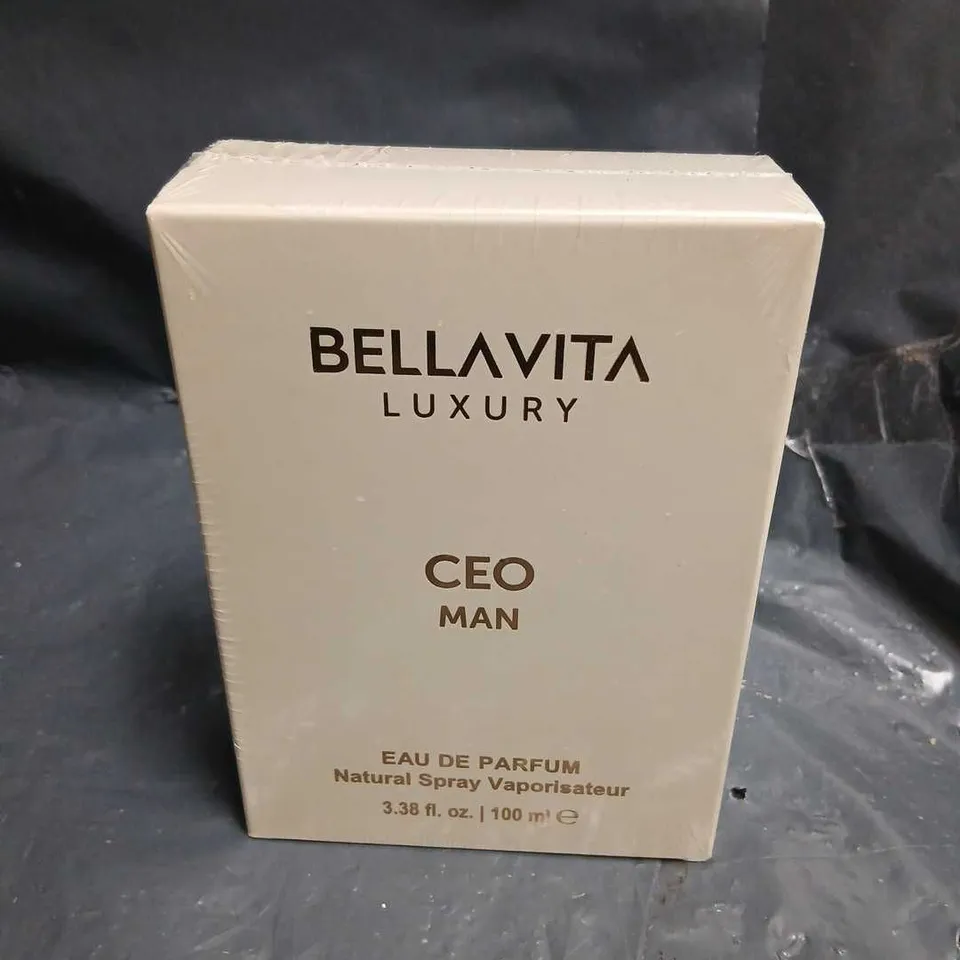 BELLAVITA
LUXURY
CEO
MAN
EAU DE PARFUM
Natural Spray Vaporisateur
3.38 fl. oz. | 100 ml ℮